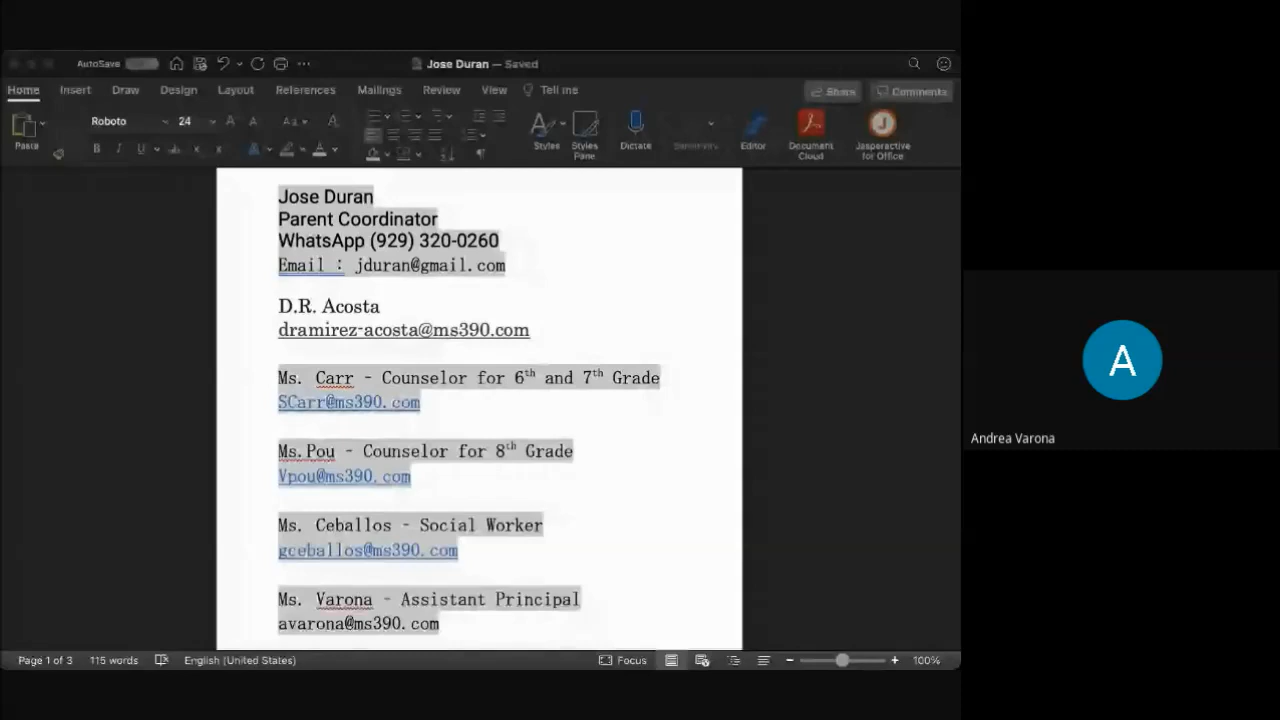 AutoSave
Jose Duran — Saved
Home Insert Draw Design Layout References Mailings Review View Tell me Share Comments
Paste Roboto 24 Styles Styles Pane Dictate Sensitivity Editor Document Cloud Jasperactive for Office
Jose Duran
Parent Coordinator
WhatsApp (929) 320-0260
Email : jduran@gmail.com
D.R. Acosta
dramirez-acosta@ms390.com
Ms. Carr - Counselor for 6th and 7th Grade
SCarr@ms390.com
Ms.Pou - Counselor for 8th Grade
Vpou@ms390.com
Ms. Ceballos - Social Worker
gceballos@ms390.com
Ms. Varona - Assistant Principal
avarona@ms390.com
Page 1 of 3 115 words English (United States) Focus 100%
A
Andrea Varona